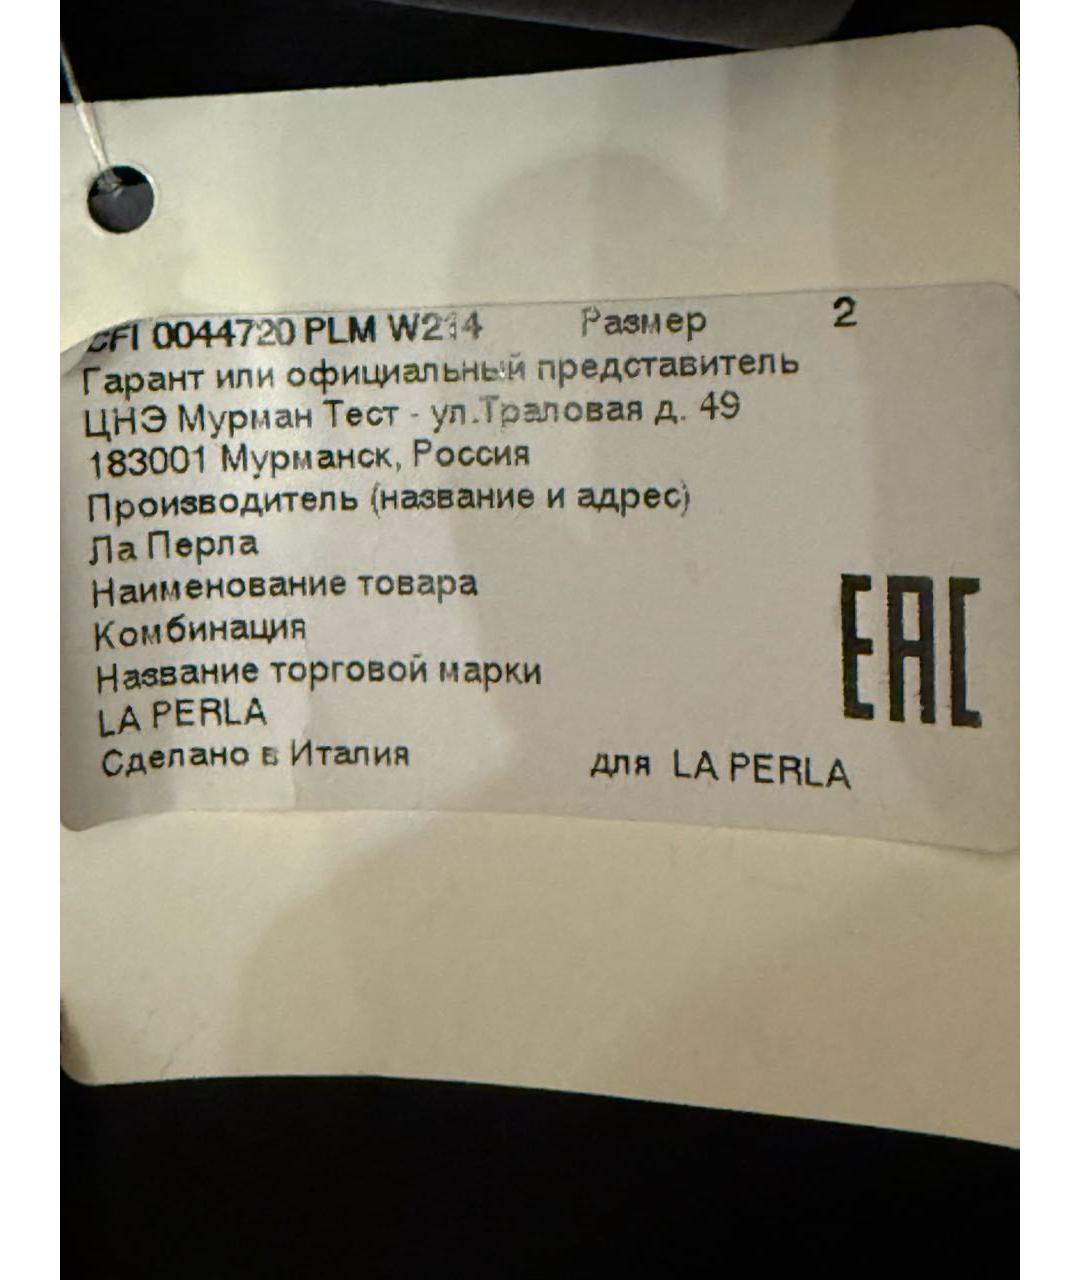 CFI 0044720 PLM W214 Размер 2
Гарант или официальный представитель
ЦНЭ Мурман Тест - ул.Траловая д. 49
183001 Мурманск, Россия
Производитель (название и адрес)
Ла Перла
Наименование товара
Комбинация
Название торговой марки
LA PERLA
Сделано в Италия для LA PERLA
EAC